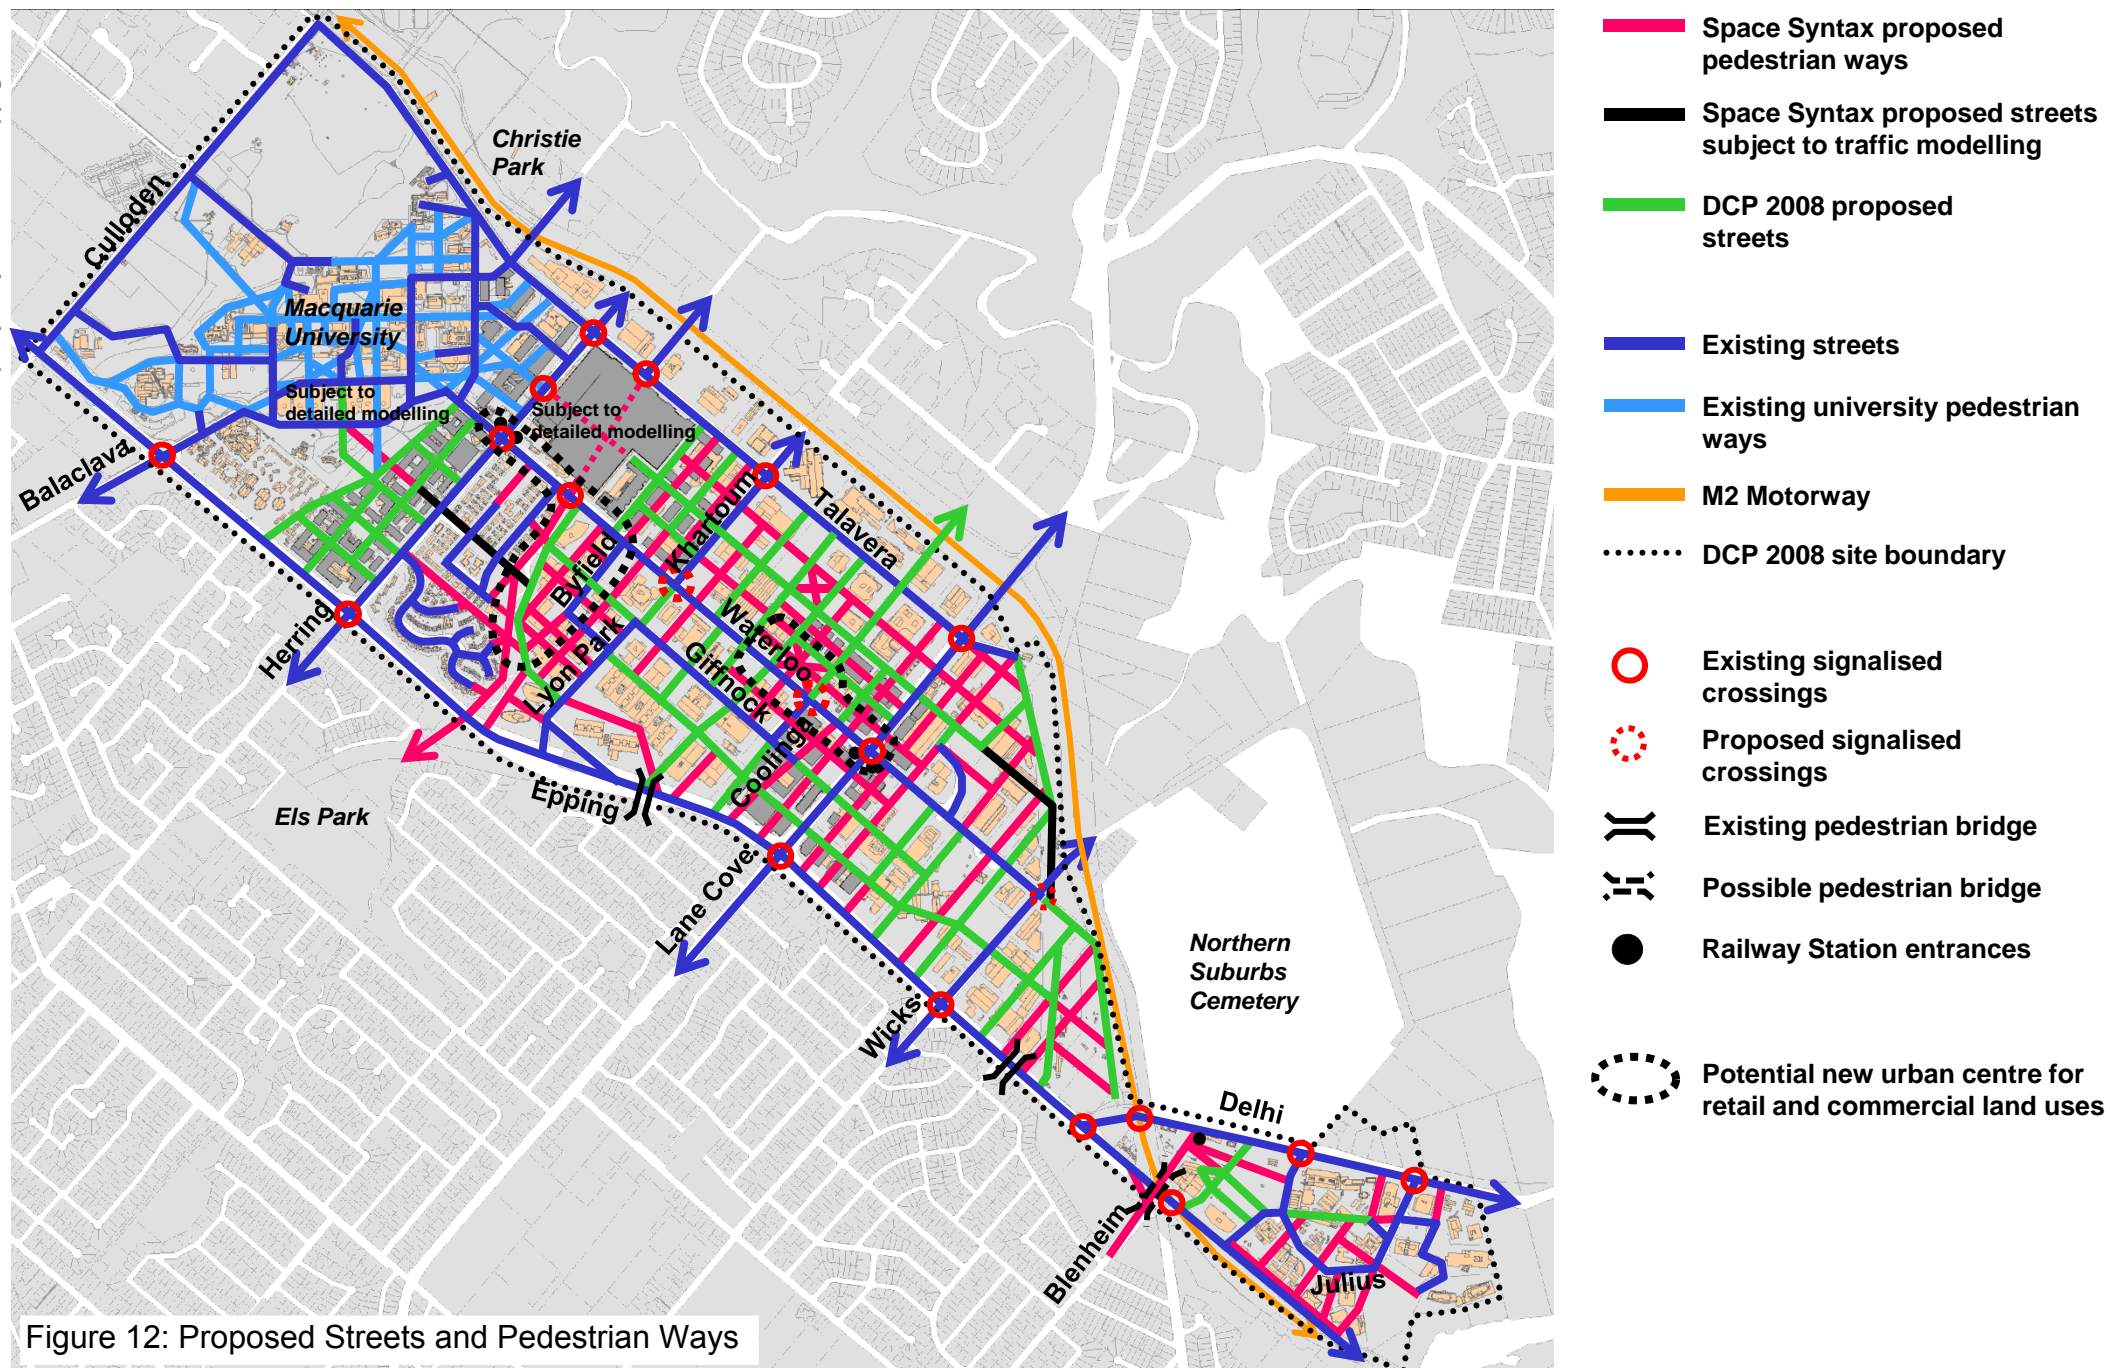 Space Syntax proposed
pedestrian ways
Space Syntax proposed streets
subject to traffic modelling
DCP 2008 proposed
streets
Existing streets
Existing university pedestrian
ways
M2 Motorway
DCP 2008 site boundary
Existing signalised
crossings
Proposed signalised
crossings
Existing pedestrian bridge
Possible pedestrian bridge
Railway Station entrances
Potential new urban centre for
retail and commercial land uses
Christie
Park
Culloden
Macquarie
University
Subject to
detailed modelling
Subject to
detailed modelling
Balaclava
Khartoum
Talavera
Byfield
Herring
Waterloo
Lyon Park
Giffnock
Coolinga
Epping
Els Park
Lane Cove
Northern
Suburbs
Cemetery
Wicks
Delhi
Blenheim
Julius
Figure 12: Proposed Streets and Pedestrian Ways